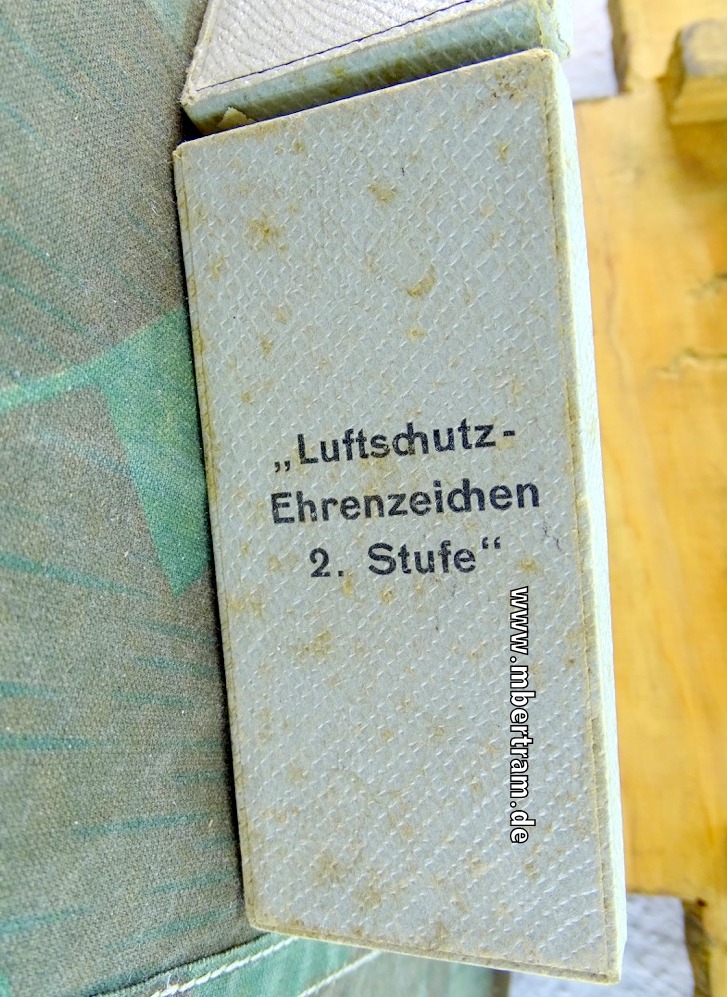 „Luftschutz-
Ehrenzeichen
2. Stufe“
www.mbertram.de